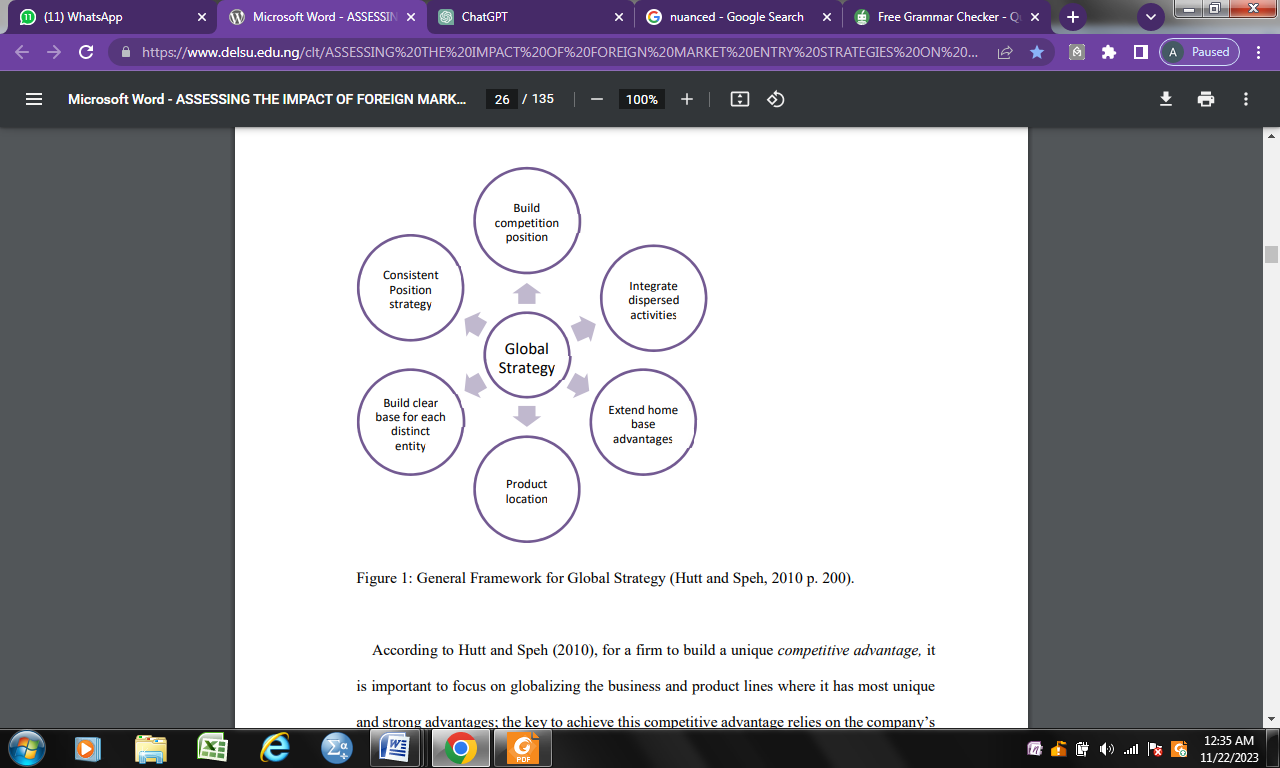 (11) WhatsApp
Microsoft Word - ASSESSIN
ChatGPT
nuanced - Google Search
Free Grammar Checker - Qu
https://www.delsu.edu.ng/clt/ASSESSING%20THE%20IMPACT%20OF%20FOREIGN%20MARKET%20ENTRY%20STRATEGIES%20ON%20...
A
Paused
Microsoft Word - ASSESSING THE IMPACT OF FOREIGN MARK...
26 / 135
100%
Build
competition
position
Consistent
Position
strategy
Integrate
dispersed
activities
Global
Strategy
Build clear
base for each
distinct
entity
Extend home
base
advantages
Product
location
Figure 1: General Framework for Global Strategy (Hutt and Speh, 2010 p. 200).
According to Hutt and Speh (2010), for a firm to build a unique competitive advantage, it
is important to focus on globalizing the business and product lines where it has most unique
and strong advantages; the key to achieve this competitive advantage relies on the company's
PDF
12:35 AM
11/22/2023